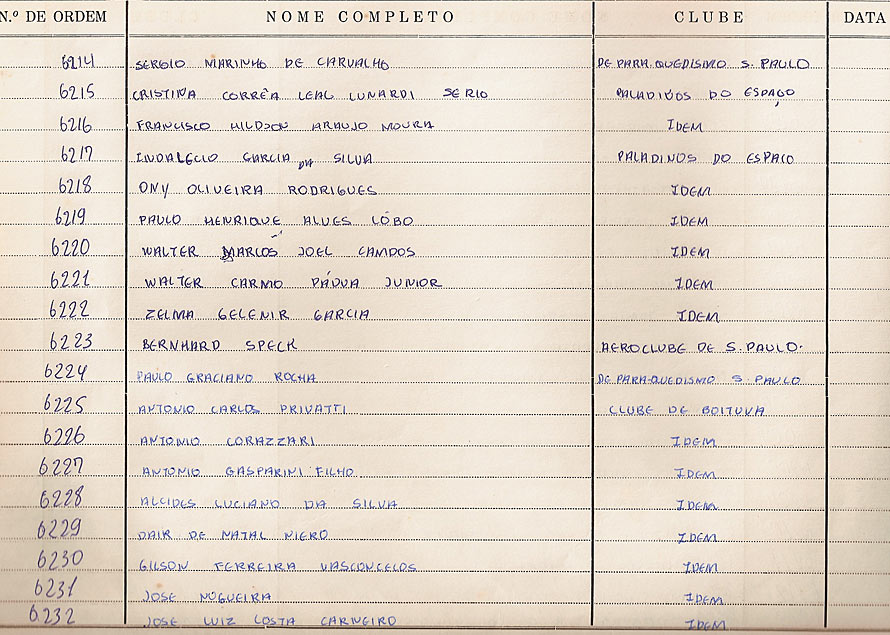 N.º DE ORDEM NOME COMPLETO CLUBE DATA
6214 SERGIO MARINHO DE CARVALHO DE PARA.QUEDISMO S. PAULO
6215 CRISTINA CORRÊA LEAL LUNARDI SERIO PALADINOS DO ESPAÇO
6216 FRANCISCO HILDSON ARAUJO MOURA IDEM
6217 INDALECIO GARCIA DA SILVA PALADINOS DO ESPAÇO
6218 ONY OLIVEIRA RODRIGUES IDEM
6219 PAULO HENRIQUE ALVES LÔBO IDEM
6220 WALTER MARCOS JOEL CAMPOS IDEM
6221 WALTER CARMO PÁDUA JUNIOR IDEM
6222 ZELMA GELENIR GARCIA IDEM
6223 BERNHARD SPECK AEROCLUBE DE S. PAULO.
6224 PAULO GRACIANO ROCHA DE PARA-QUEDISMO S PAULO
6225 ANTONIO CARLOS PRIVATTI CLUBE DE BOITUVA
6226 ANTONIO CORAZZARI IDEM
6227 ANTONIO GASPARINI FILHO IDEM
6228 ALCIDES LUCIANO DA SILVA IDEM
6229 DAIR DE NATAL NIERO IDEM
6230 GILSON FERREIRA VASCONCELOS IDEM
6231 JOSE NOGUEIRA IDEM
6232 JOSE LUIZ COSTA CARNEIRO IDEM